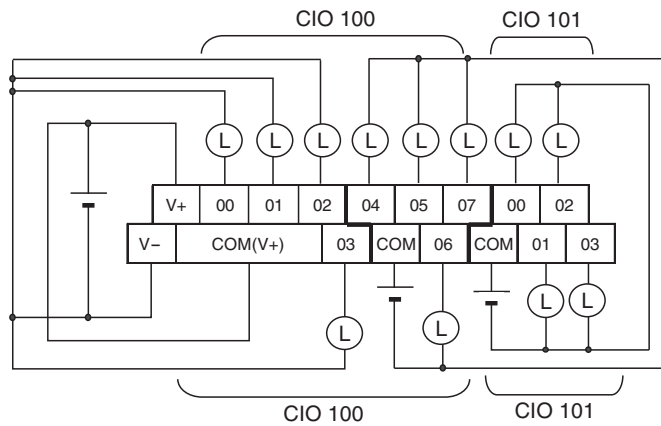 CIO 100 CIO 101
L L L L L L L L
V+ 00 01 02 04 05 07 00 02
V− COM(V+) 03 COM 06 COM 01 03
L L L L
CIO 100 CIO 101